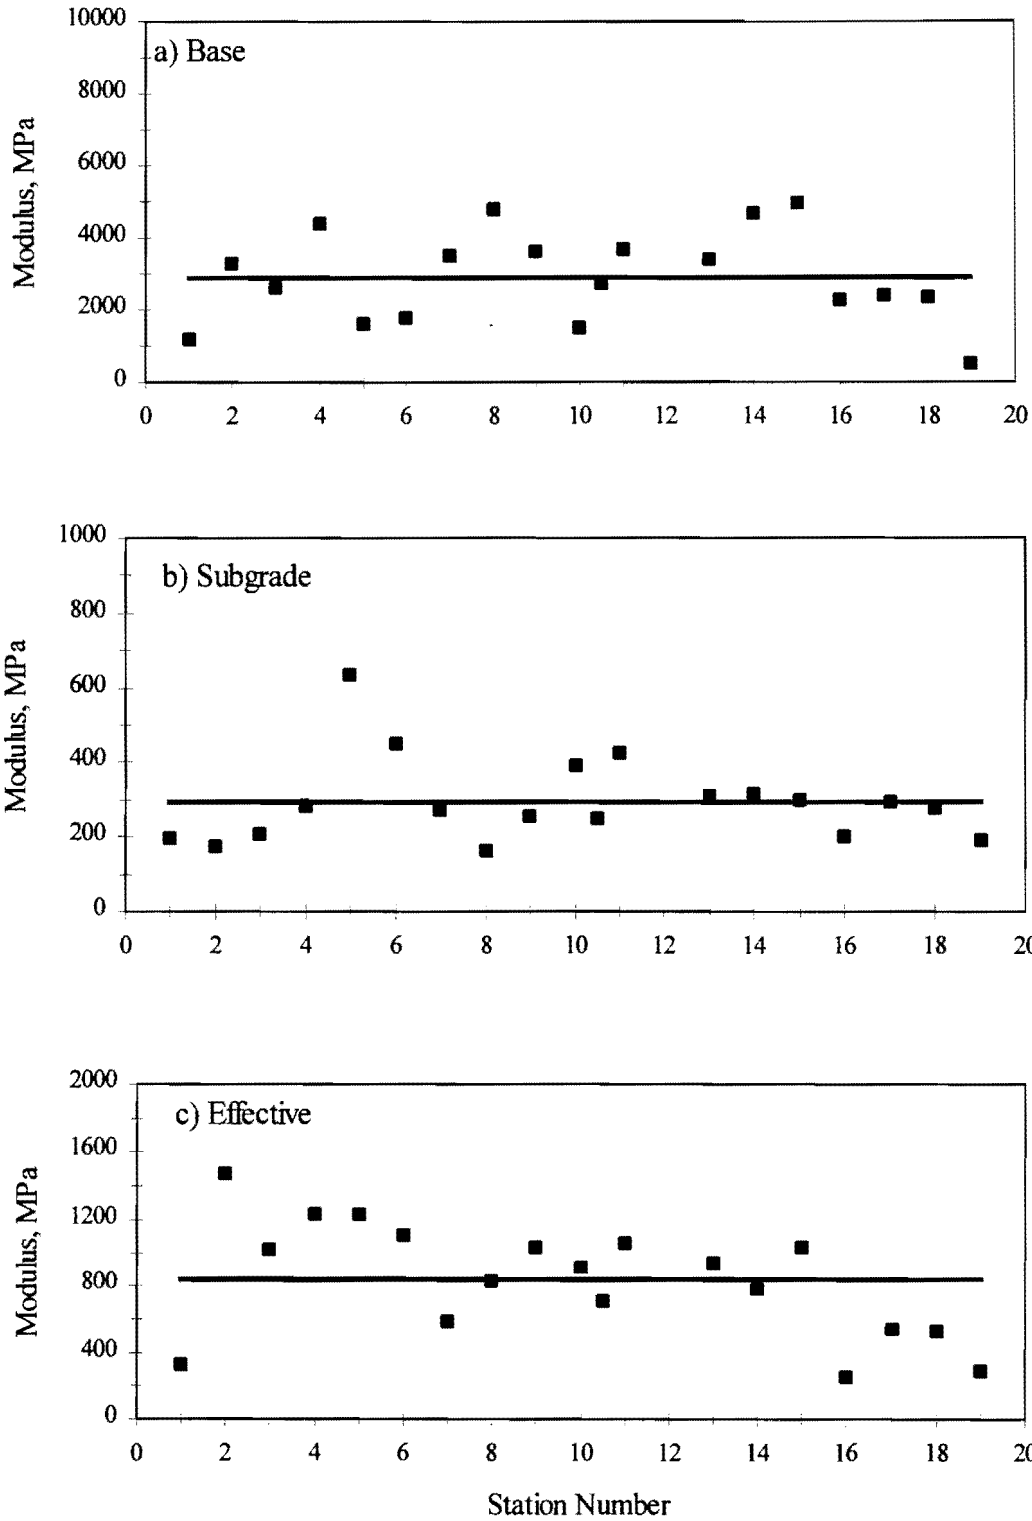 10000
a) Base
8000
6000
4000
2000
0
Modulus, MPa
0 2 4 6 8 10 12 14 16 18 20
1000
b) Subgrade
800
600
400
200
0
Modulus, MPa
0 2 4 6 8 10 12 14 16 18 20
2000
c) Effective
1600
1200
800
400
0
Modulus, MPa
0 2 4 6 8 10 12 14 16 18 20
Station Number